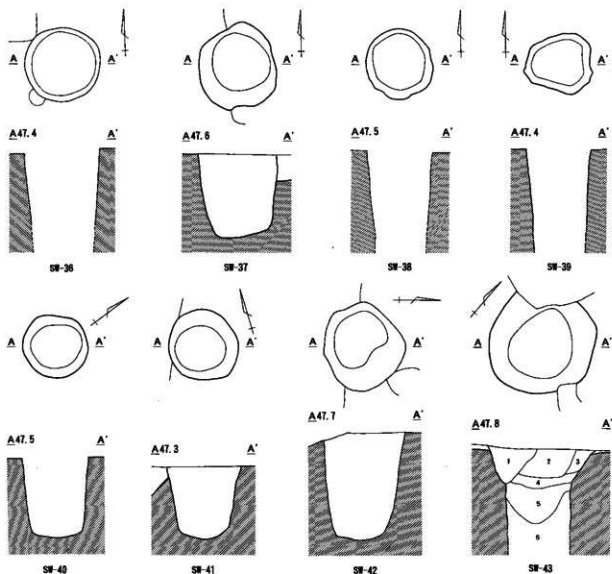 A A' A A' A A' A A'
A47.4 A' A47.6 A' A47.5 A' A47.4 A'
SW-36 SW-37 SW-38 SW-39
A A' A A' A A' A A'
A47.5 A' A47.3 A' A47.7 A' A47.8 A'
1 2 3
4
5
6
SW-40 SW-41 SW-42 SW-43